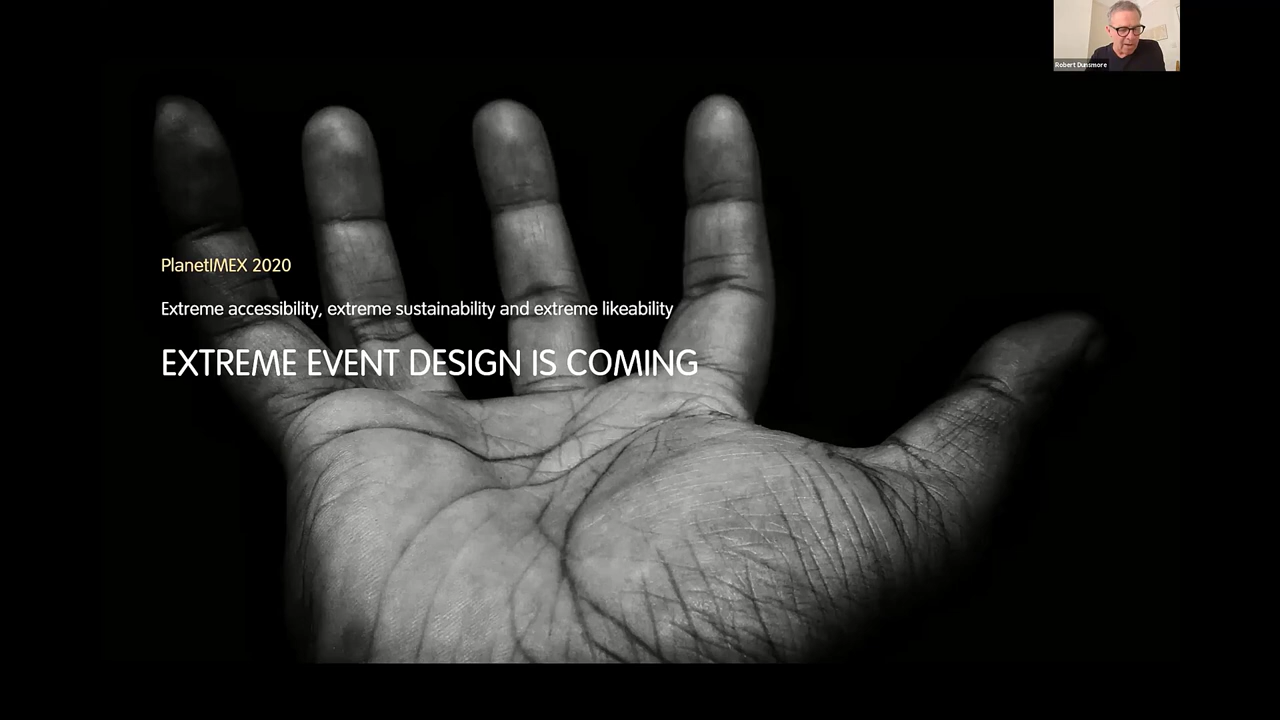 Robert Dunsmore
PlanetIMEX 2020
Extreme accessibility, extreme sustainability and extreme likeability
EXTREME EVENT DESIGN IS COMING